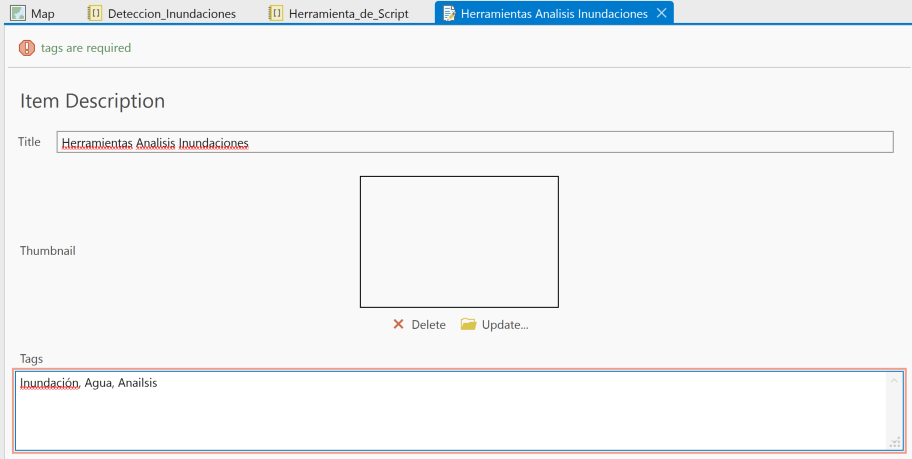 Map
Deteccion_Inundaciones
Herramienta_de_Script
Herramientas Analisis Inundaciones
tags are required
Item Description
Title
Herramientas Analisis Inundaciones
Thumbnail
Delete
Update...
Tags
Inundación, Agua, Anailsis